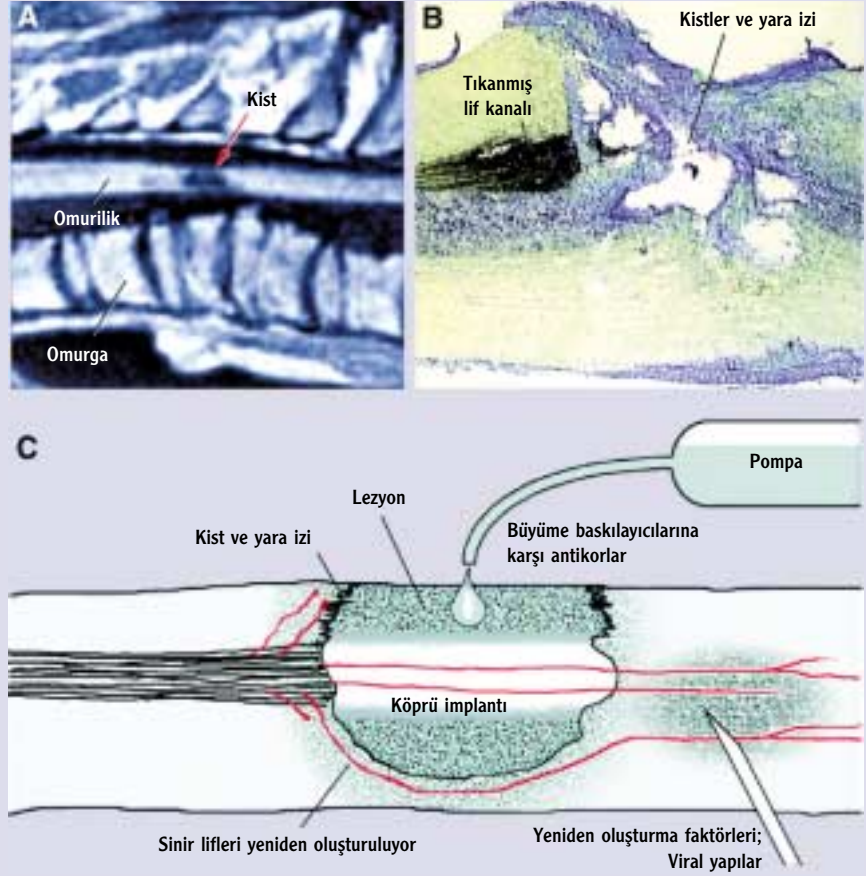 A
Kist
Omurilik
Omurga
B
Kistler ve yara izi
Tıkanmış
lif kanalı
C
Pompa
Lezyon
Kist ve yara izi
Büyüme baskılayıcılarına
karşı antikorlar
Köprü implantı
Sinir lifleri yeniden oluşturuluyor
Yeniden oluşturma faktörleri;
Viral yapılar